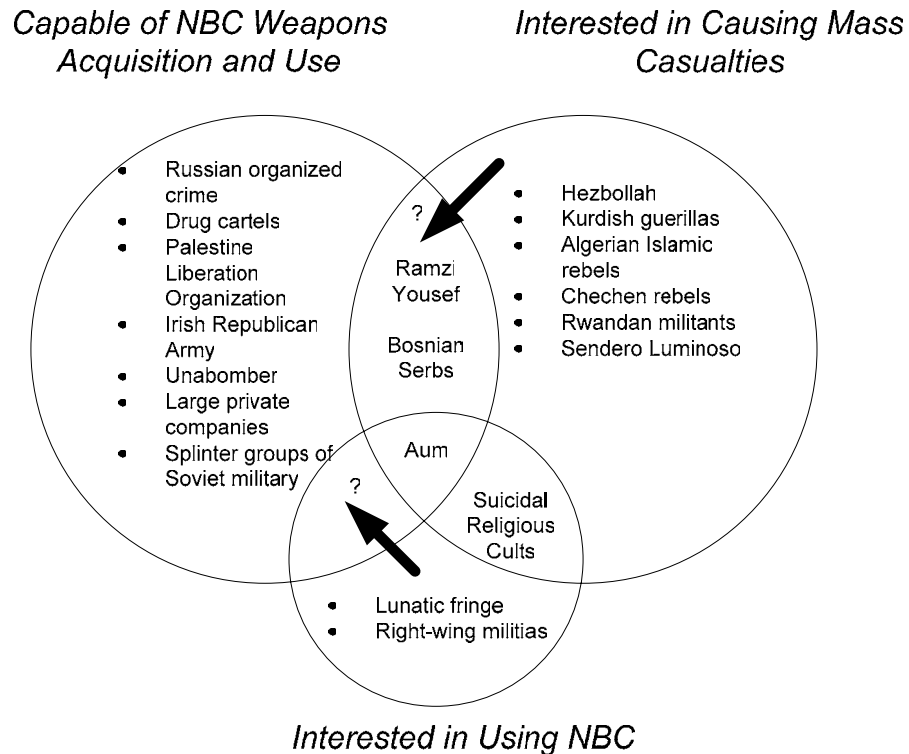 Capable of NBC Weapons
Acquisition and Use
Interested in Causing Mass
Casualties
• Russian organized
crime
• Drug cartels
• Palestine
Liberation
Organization
• Irish Republican
Army
• Unabomber
• Large private
companies
• Splinter groups of
Soviet military
?
Ramzi
Yousef
Bosnian
Serbs
• Hezbollah
• Kurdish guerillas
• Algerian Islamic
rebels
• Chechen rebels
• Rwandan militants
• Sendero Luminoso
Aum
?
Suicidal
Religious
Cults
• Lunatic fringe
• Right-wing militias
Interested in Using NBC